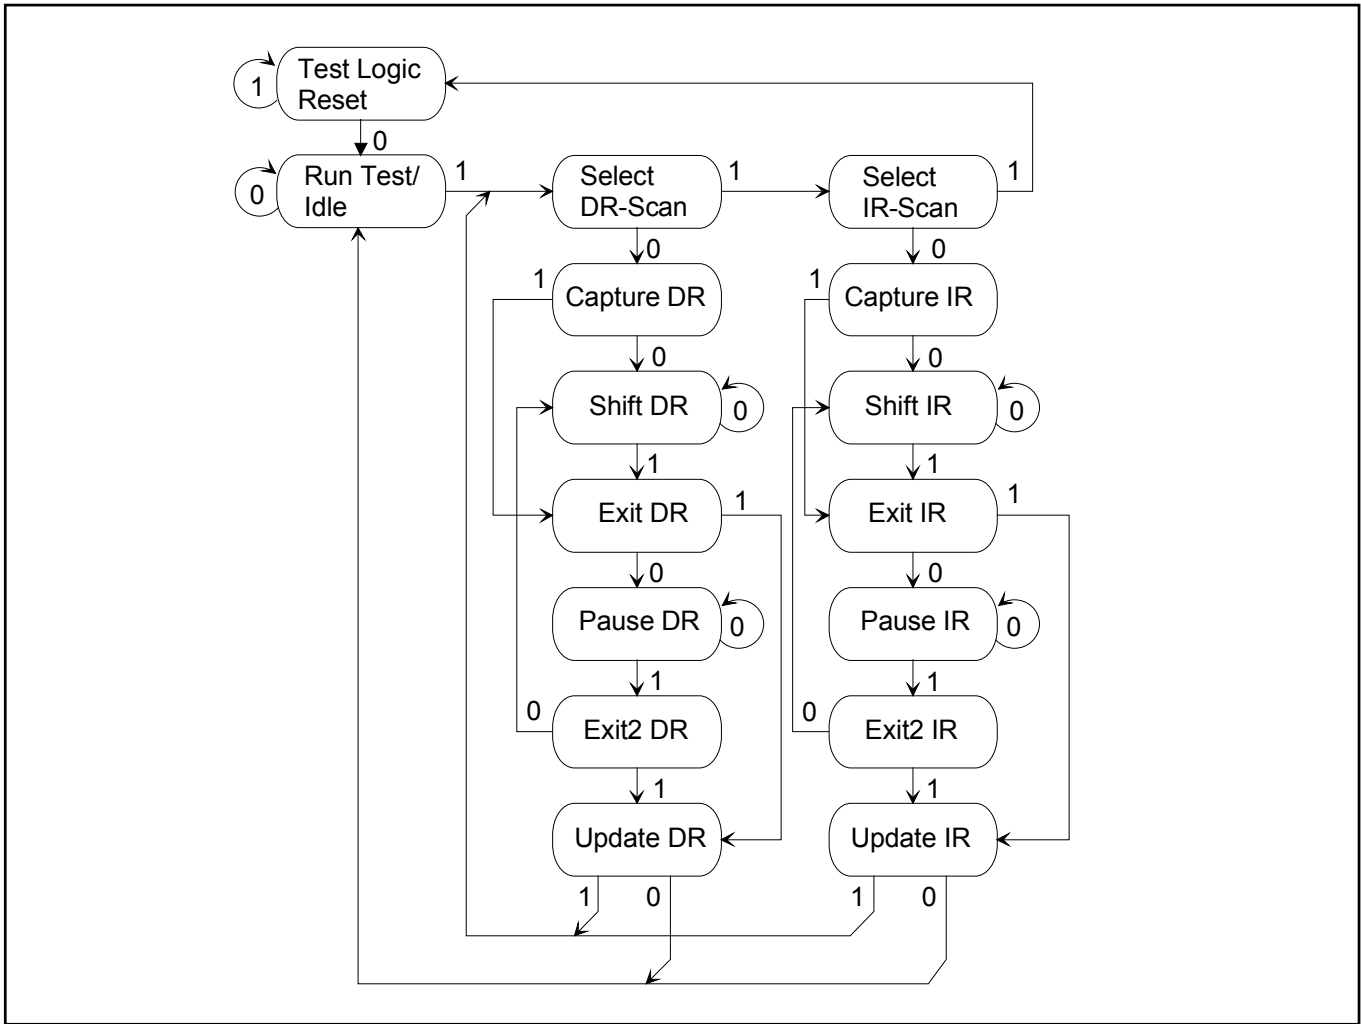 Test Logic
Reset
1
0
Run Test/
Idle
0
1
Select
DR-Scan
1
Select
IR-Scan
1
0
0
1
Capture DR
1
Capture IR
0
0
Shift DR
0
Shift IR
0
1
1
Exit DR
1
Exit IR
1
0
0
Pause DR
0
Pause IR
0
1
1
0
Exit2 DR
0
Exit2 IR
1
1
Update DR
Update IR
1
0
1
0